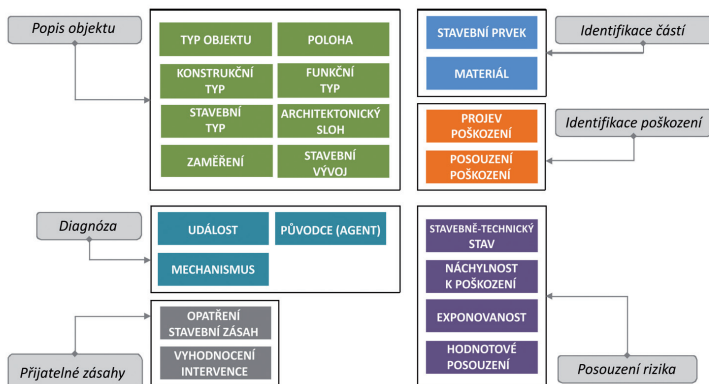 Popis objektu
TYP OBJEKTU
POLOHA
KONSTRUKČNÍ
TYP
FUNKČNÍ
TYP
STAVEBNÍ
TYP
ARCHITEKTONICKÝ
SLOH
ZAMĚŘENÍ
STAVEBNÍ
VÝVOJ
STAVEBNÍ PRVEK
MATERIÁL
Identifikace částí
PROJEV
POŠKOZENÍ
POSOUZENÍ
POŠKOZENÍ
Identifikace poškození
Diagnóza
UDÁLOST
PŮVODCE (AGENT)
MECHANISMUS
STAVEBNĚ-TECHNICKÝ
STAV
NÁCHYLNOST
K POŠKOZENÍ
EXPONOVANOST
HODNOTOVÉ
POSOUZENÍ
Posouzení rizika
OPATŘENÍ
STAVEBNÍ ZÁSAH
VYHODNOCENÍ
INTERVENCE
Přijatelné zásahy